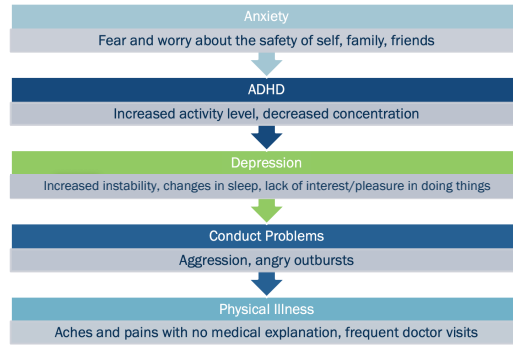 Anxiety
Fear and worry about the safety of self, family, friends
ADHD
Increased activity level, decreased concentration
Depression
Increased instability, changes in sleep, lack of interest/pleasure in doing things
Conduct Problems
Aggression, angry outbursts
Physical Illness
Aches and pains with no medical explanation, frequent doctor visits